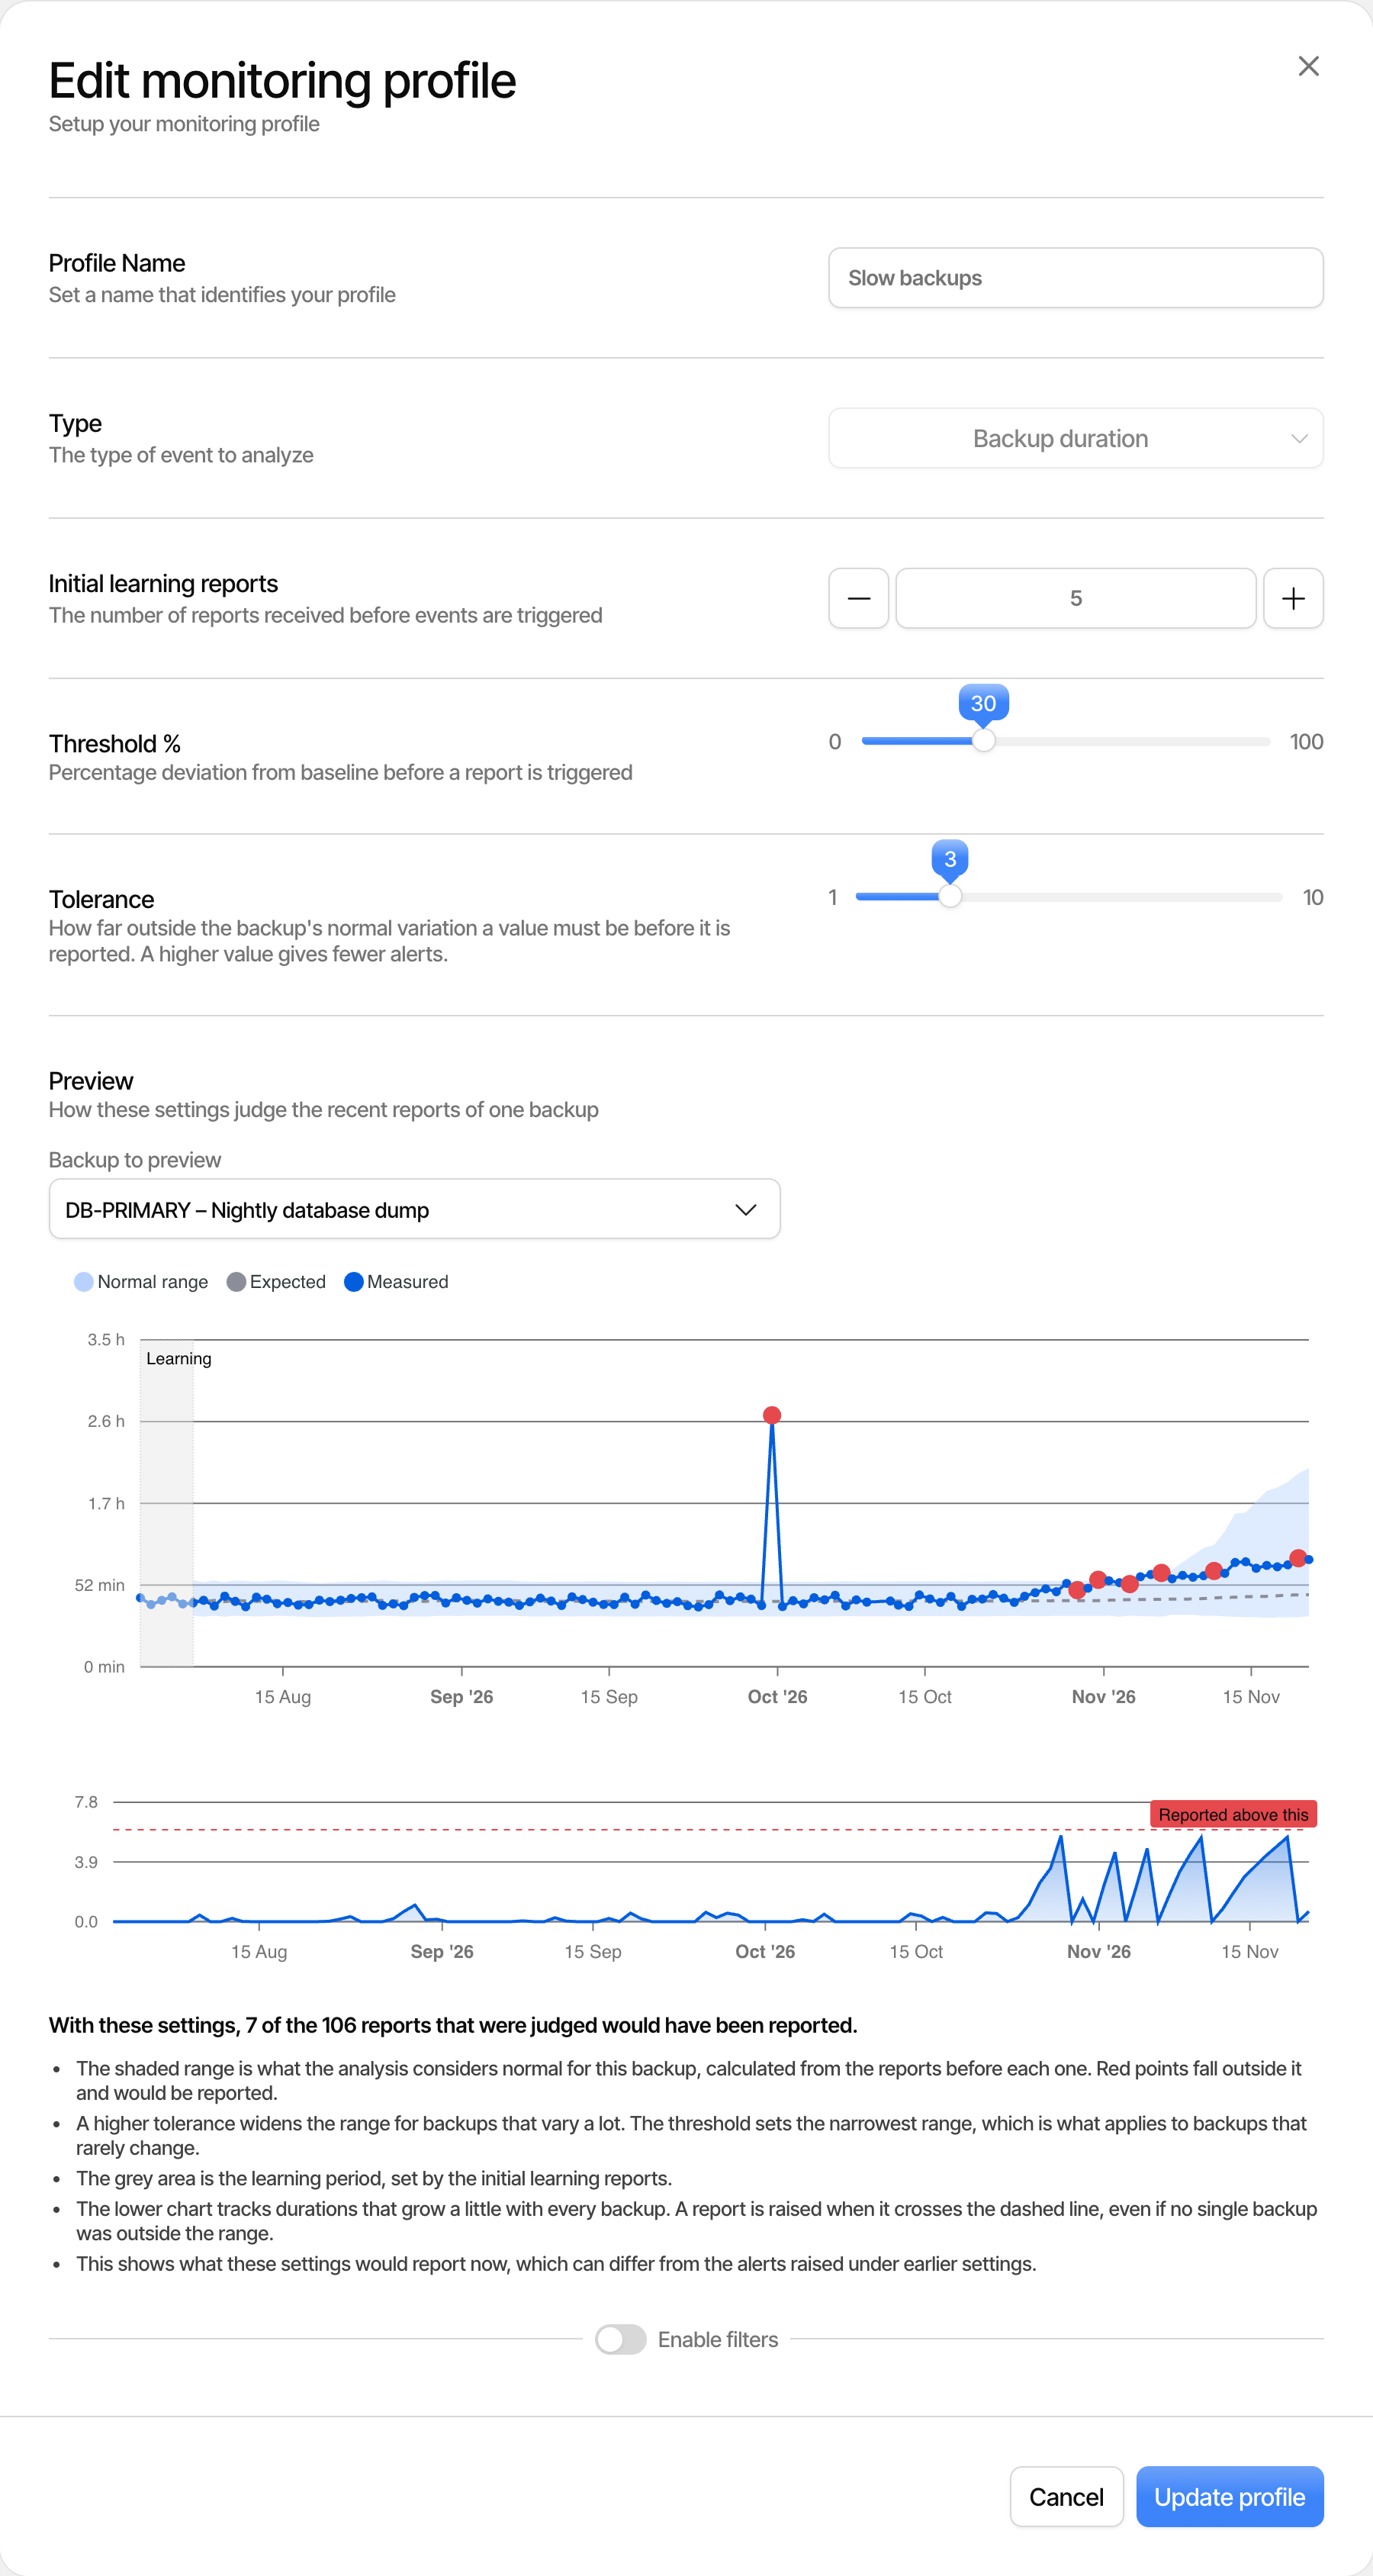 Edit monitoring profile
Setup your monitoring profile
Profile Name
Set a name that identifies your profile
Slow backups
Type
The type of event to analyze
Backup duration
Initial learning reports
The number of reports received before events are triggered
5
Threshold %
Percentage deviation from baseline before a report is triggered
0
30
100
Tolerance
How far outside the backup's normal variation a value must be before it is
reported. A higher value gives fewer alerts.
1
3
10
Preview
How these settings judge the recent reports of one backup
Backup to preview
DB-PRIMARY – Nightly database dump
Normal range Expected Measured
3.5 h
Learning
2.6 h
1.7 h
52 min
0 min
15 Aug Sep '26 15 Sep Oct '26 15 Oct Nov '26 15 Nov
7.8
Reported above this
3.9
0.0
15 Aug Sep '26 15 Sep Oct '26 15 Oct Nov '26 15 Nov
With these settings, 7 of the 106 reports that were judged would have been reported.
• The shaded range is what the analysis considers normal for this backup, calculated from the reports before each one. Red points fall outside it
and would be reported.
• A higher tolerance widens the range for backups that vary a lot. The threshold sets the narrowest range, which is what applies to backups that
rarely change.
• The grey area is the learning period, set by the initial learning reports.
• The lower chart tracks durations that grow a little with every backup. A report is raised when it crosses the dashed line, even if no single backup
was outside the range.
• This shows what these settings would report now, which can differ from the alerts raised under earlier settings.
Enable filters
Cancel
Update profile